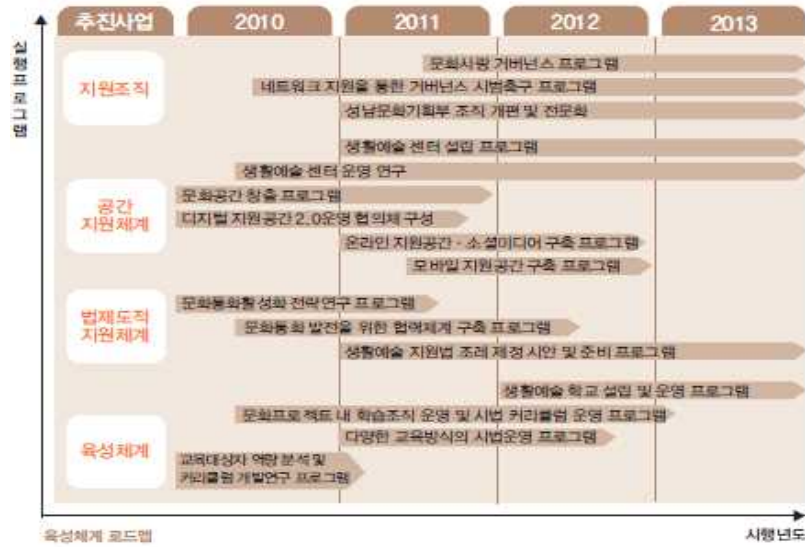 추진사업 2010 2011 2012 2013
실행프로그램
지원조직
문화사랑 거버넌스 프로그램
네트워크 지원을 통한 거버넌스 시범축구 프로그램
성남문화기획부 조직 개편 및 전문화
생활예술 센터 설립 프로그램
생활예술 센터 운영 연구
공간
지원체계
문화공간 창출 프로그램
디지털 지원공간 2.0운영 협의체 구성
온라인 지원공간 · 소셜미디어 구축 프로그램
모바일 지원공간 구축 프로그램
법제도적
지원체계
문화통화활성화 전략연구 프로그램
문화통화 발전을 위한 협력체계 구축 프로그램
생활예술 지원법 조례 제정 시안 및 준비 프로그램
생활예술 학교 설립 및 운영 프로그램
육성체계
문화프로젝트 내 학습조직 운영 및 시범 커리큘럼 운영 프로그램
다양한 교육방식의 시범운영 프로그램
교육대상자 역량 분석 및
커리큘럼 개발연구 프로그램
육성체계 로드맵
시행년도